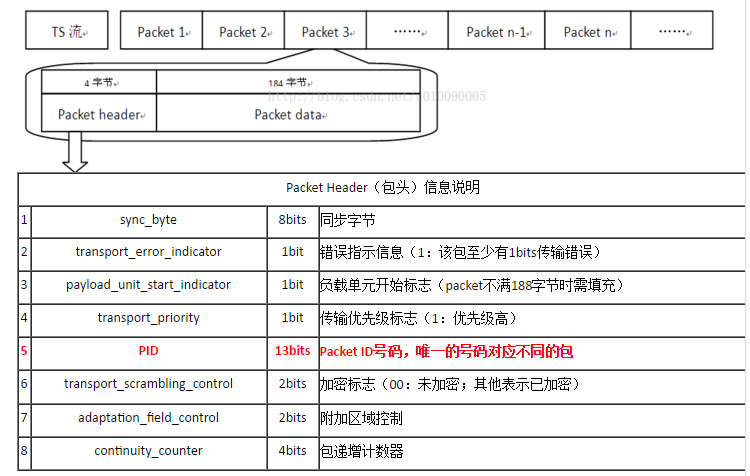 TS 流 Packet 1 Packet 2 Packet 3 …… Packet n-1 Packet n ……
4 字节 184 字节
http://blog.csdn.net/u010090005
Packet header Packet data
Packet Header（包头）信息说明
1 sync_byte 8bits 同步字节
2 transport_error_indicator 1bit 错误指示信息（1：该包至少有1bits传输错误）
3 payload_unit_start_indicator 1bit 负载单元开始标志（packet不满188字节时需填充）
4 transport_priority 1bit 传输优先级标志（1：优先级高）
5 PID 13bits Packet ID号码，唯一的号码对应不同的包
6 transport_scrambling_control 2bits 加密标志（00：未加密；其他表示已加密）
7 adaptation_field_control 2bits 附加区域控制
8 continuity_counter 4bits 包递增计数器